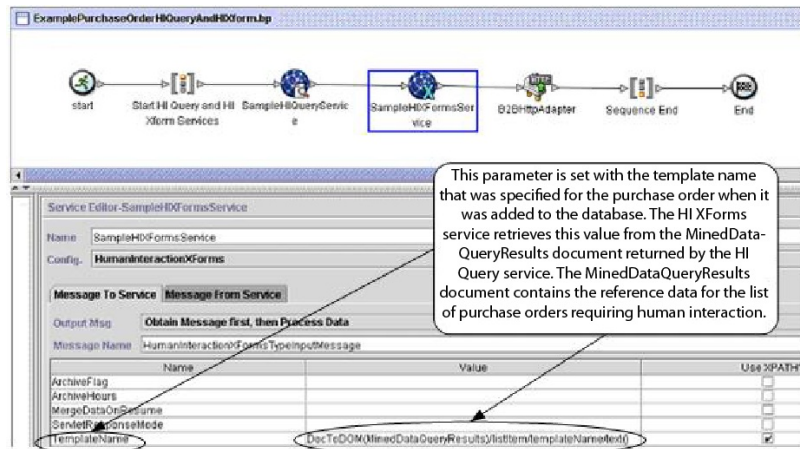 ExamplePurchaseOrderHIQueryAndHIXform.bp
start
Start HI Query and HI
Xform Services
SampleHIQueryServic
e
SampleHIXFormsSer
vice
B2BHttpAdapter
Sequence End
End
This parameter is set with the template name
that was specified for the purchase order when it
was added to the database. The HI XForms
service retrieves this value from the MinedData-
QueryResults document returned by the HI
Query service. The MinedDataQueryResults
document contains the reference data for the list
of purchase orders requiring human interaction.
Service Editor-SampleHIXFormsService
Name SampleHIXFormsService
Config. HumanInteractionXForms
Message To Service Message From Service
Output Msg Obtain Message first, then Process Data
Message Name HumanInteractionXFormsTypeInputMessage
Name Value Use XPATH?
ArchiveFlag
ArchiveHours
MergeDataOnResume
ServletResponseMode
TemplateName DocToDOM(MinedDataQueryResults)/listItem/templateName/text()